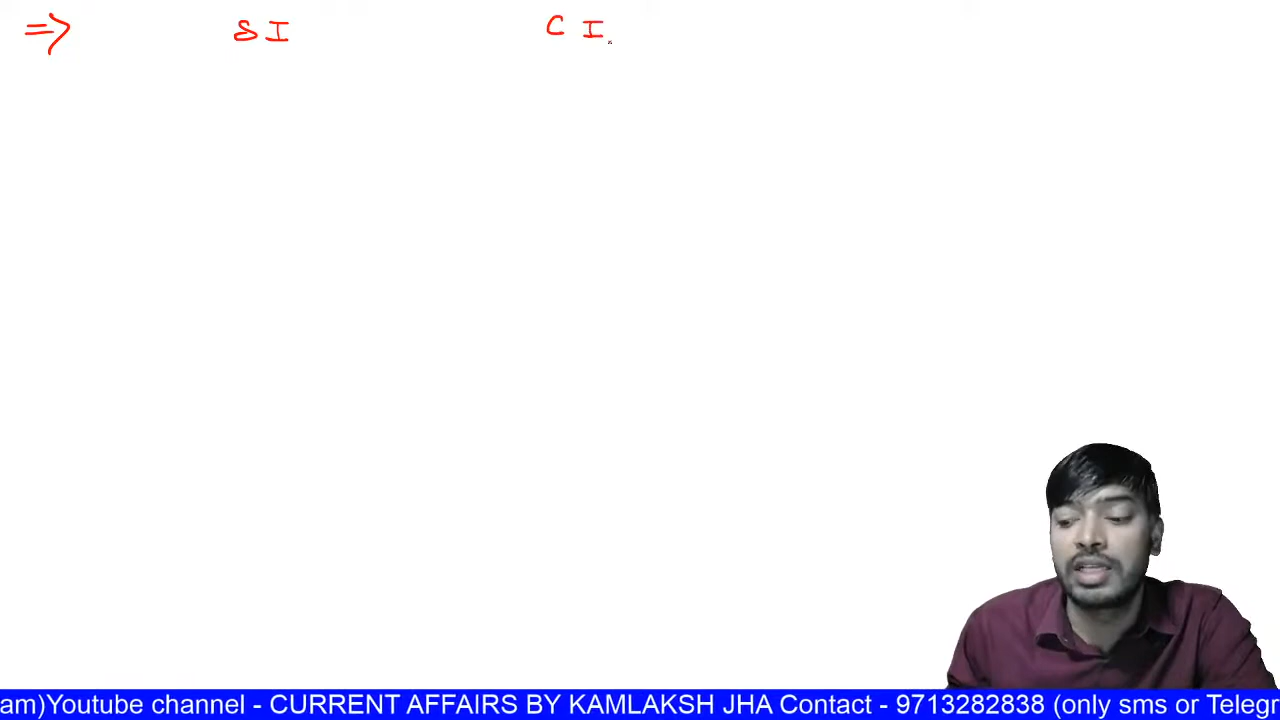 => SI CI
am)Youtube channel - CURRENT AFFAIRS BY KAMLAKSH JHA Contact - 9713282838 (only sms or Telegr